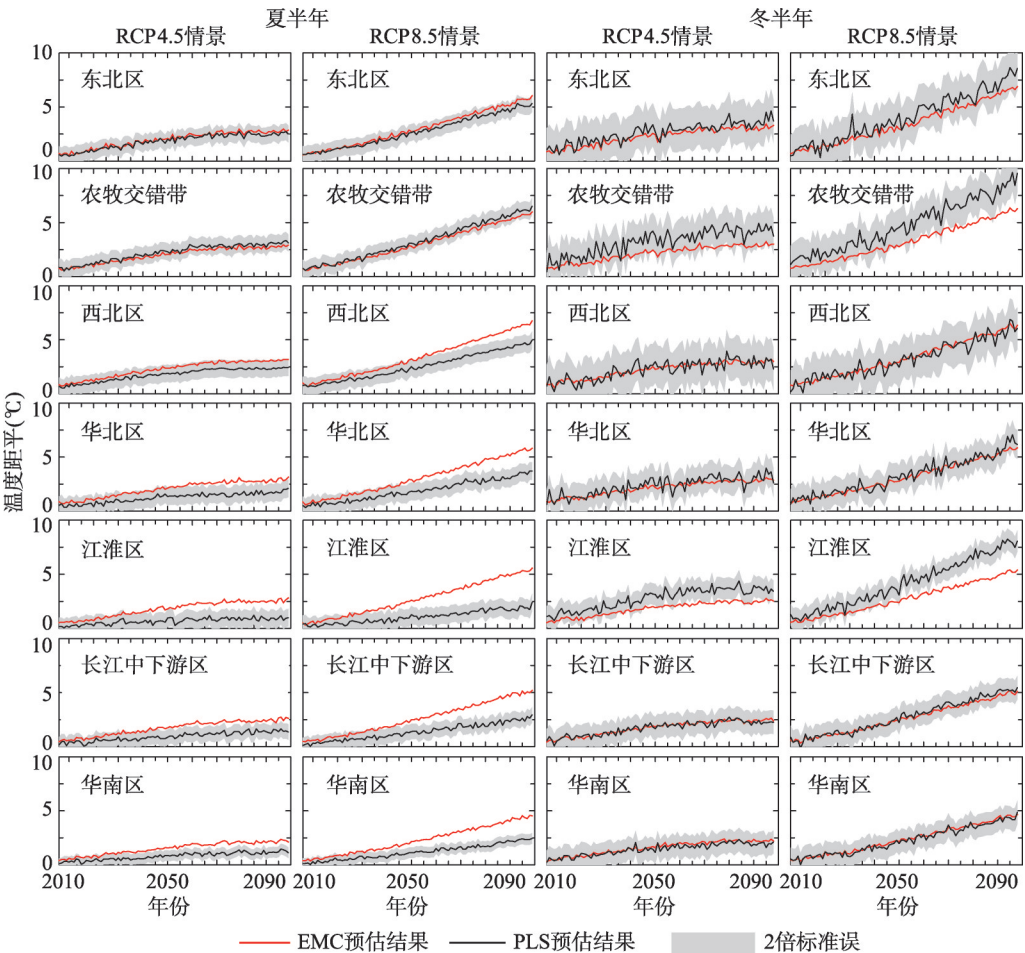 夏半年 冬半年
RCP4.5情景 RCP8.5情景 RCP4.5情景 RCP8.5情景
温度距平(℃)
10 东北区 东北区 东北区 东北区
5
0
10 农牧交错带 农牧交错带 农牧交错带 农牧交错带
5
0
10 西北区 西北区 西北区 西北区
5
0
10 华北区 华北区 华北区 华北区
5
0
10 江淮区 江淮区 江淮区 江淮区
5
0
10 长江中下游区 长江中下游区 长江中下游区 长江中下游区
5
0
10 华南区 华南区 华南区 华南区
5
0
2010 2050 2090 2010 2050 2090 2010 2050 2090 2010 2050 2090
年份 年份 年份 年份
EMC预估结果 PLS预估结果 2倍标准误